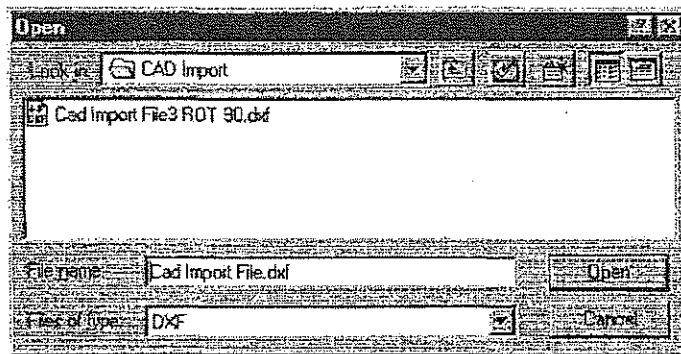 Open
Look in: CAD Import
Cad Import File3 ROT 90.dxf
File name: Cad Import File.dxf Open
Files of type: DXF Cancel